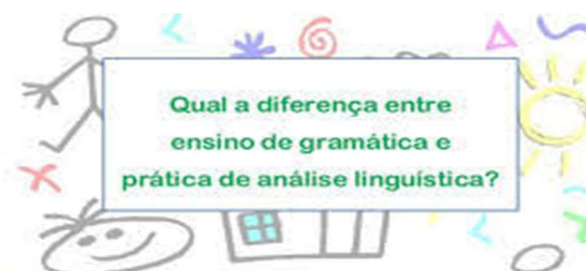 Qual a diferença entre
ensino de gramática e
prática de análise linguística?